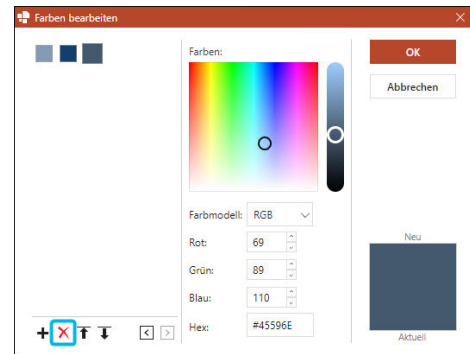 Farben bearbeiten
Farben:
OK
Abbrechen
Farbmodell: RGB
Rot: 69
Grün: 89
Blau: 110
Hex: #45596E
Neu
Aktuell